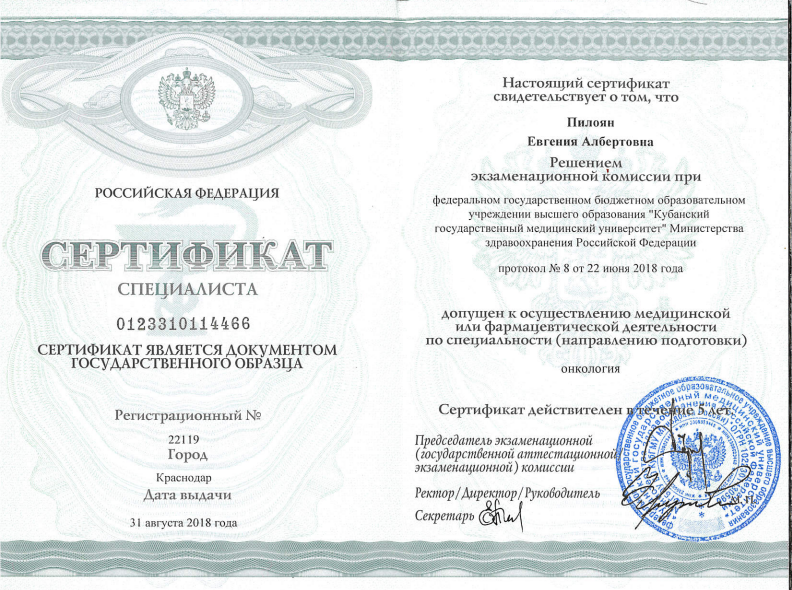 РОССИЙСКАЯ ФЕДЕРАЦИЯ
СЕРТИФИКАТ
СПЕЦИАЛИСТА
0123310114466
СЕРТИФИКАТ ЯВЛЯЕТСЯ ДОКУМЕНТОМ
ГОСУДАРСТВЕННОГО ОБРАЗЦА
Регистрационный №
22119
Город
Краснодар
Дата выдачи
31 августа 2018 года
Настоящий сертификат
свидетельствует о том, что
Пилоян
Евгения Албертовна
Решением
экзаменационной комиссии при
федеральном государственном бюджетном образовательном
учреждении высшего образования "Кубанский
государственный медицинский университет" Министерства
здравоохранения Российской Федерации
протокол № 8 от 22 июня 2018 года
допущен к осуществлению медицинской
или фармацевтической деятельности
по специальности (направлению подготовки)
онкология
Сертификат действителен в течение 5 лет.
Председатель экзаменационной
(государственной аттестационной
экзаменационной) комиссии
Ректор/Директор/Руководитель
Секретарь